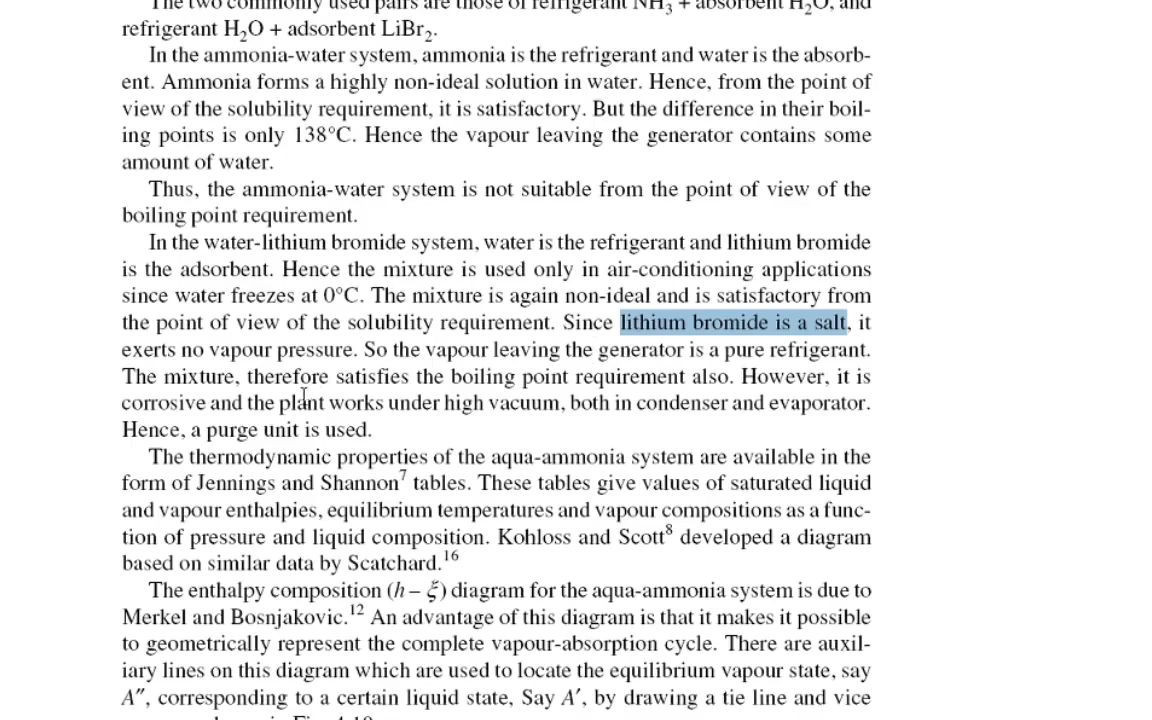 The two commonly used pairs are those of refrigerant NH₃ + absorbent H₂O, and
refrigerant H₂O + adsorbent LiBr₂.
In the ammonia-water system, ammonia is the refrigerant and water is the absorb-
ent. Ammonia forms a highly non-ideal solution in water. Hence, from the point of
view of the solubility requirement, it is satisfactory. But the difference in their boil-
ing points is only 138°C. Hence the vapour leaving the generator contains some
amount of water.
Thus, the ammonia-water system is not suitable from the point of view of the
boiling point requirement.
In the water-lithium bromide system, water is the refrigerant and lithium bromide
is the adsorbent. Hence the mixture is used only in air-conditioning applications
since water freezes at 0°C. The mixture is again non-ideal and is satisfactory from
the point of view of the solubility requirement. Since lithium bromide is a salt, it
exerts no vapour pressure. So the vapour leaving the generator is a pure refrigerant.
The mixture, therefore satisfies the boiling point requirement also. However, it is
corrosive and the plant works under high vacuum, both in condenser and evaporator.
Hence, a purge unit is used.
The thermodynamic properties of the aqua-ammonia system are available in the
form of Jennings and Shannon⁷ tables. These tables give values of saturated liquid
and vapour enthalpies, equilibrium temperatures and vapour compositions as a func-
tion of pressure and liquid composition. Kohloss and Scott⁸ developed a diagram
based on similar data by Scatchard.¹⁶
The enthalpy composition (h – ξ) diagram for the aqua-ammonia system is due to
Merkel and Bosnjakovic.¹² An advantage of this diagram is that it makes it possible
to geometrically represent the complete vapour-absorption cycle. There are auxil-
iary lines on this diagram which are used to locate the equilibrium vapour state, say
A″, corresponding to a certain liquid state, Say A′, by drawing a tie line and vice